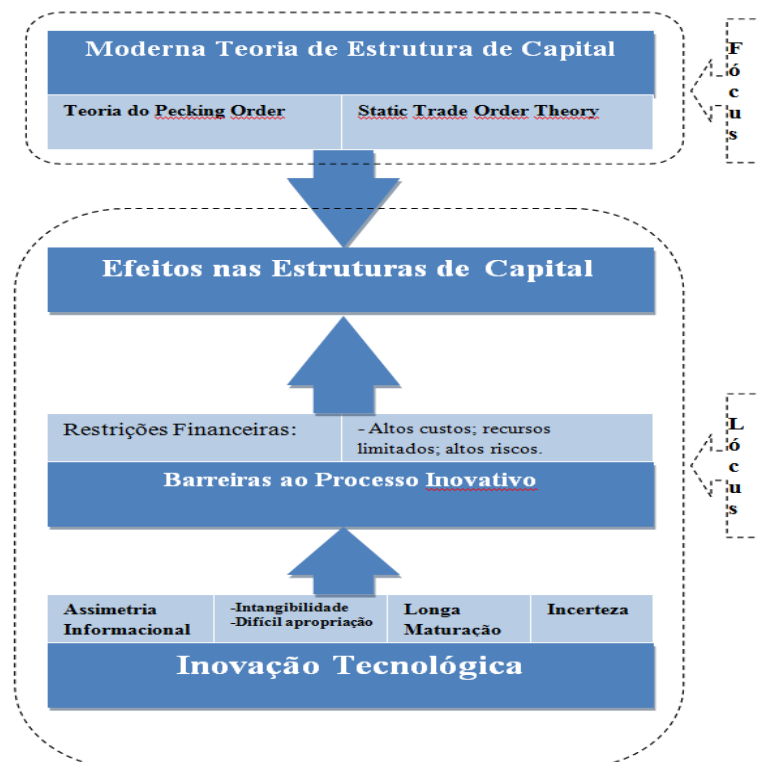 Moderna Teoria de Estrutura de Capital
Teoria do Pecking Order
Static Trade Order Theory
Fócus
Efeitos nas Estruturas de Capital
Restrições Financeiras:
- Altos custos; recursos
limitados; altos riscos.
Barreiras ao Processo Inovativo
Lócus
Assimetria
Informacional
-Intangibilidade
-Difícil apropriação
Longa
Maturação
Incerteza
Inovação Tecnológica